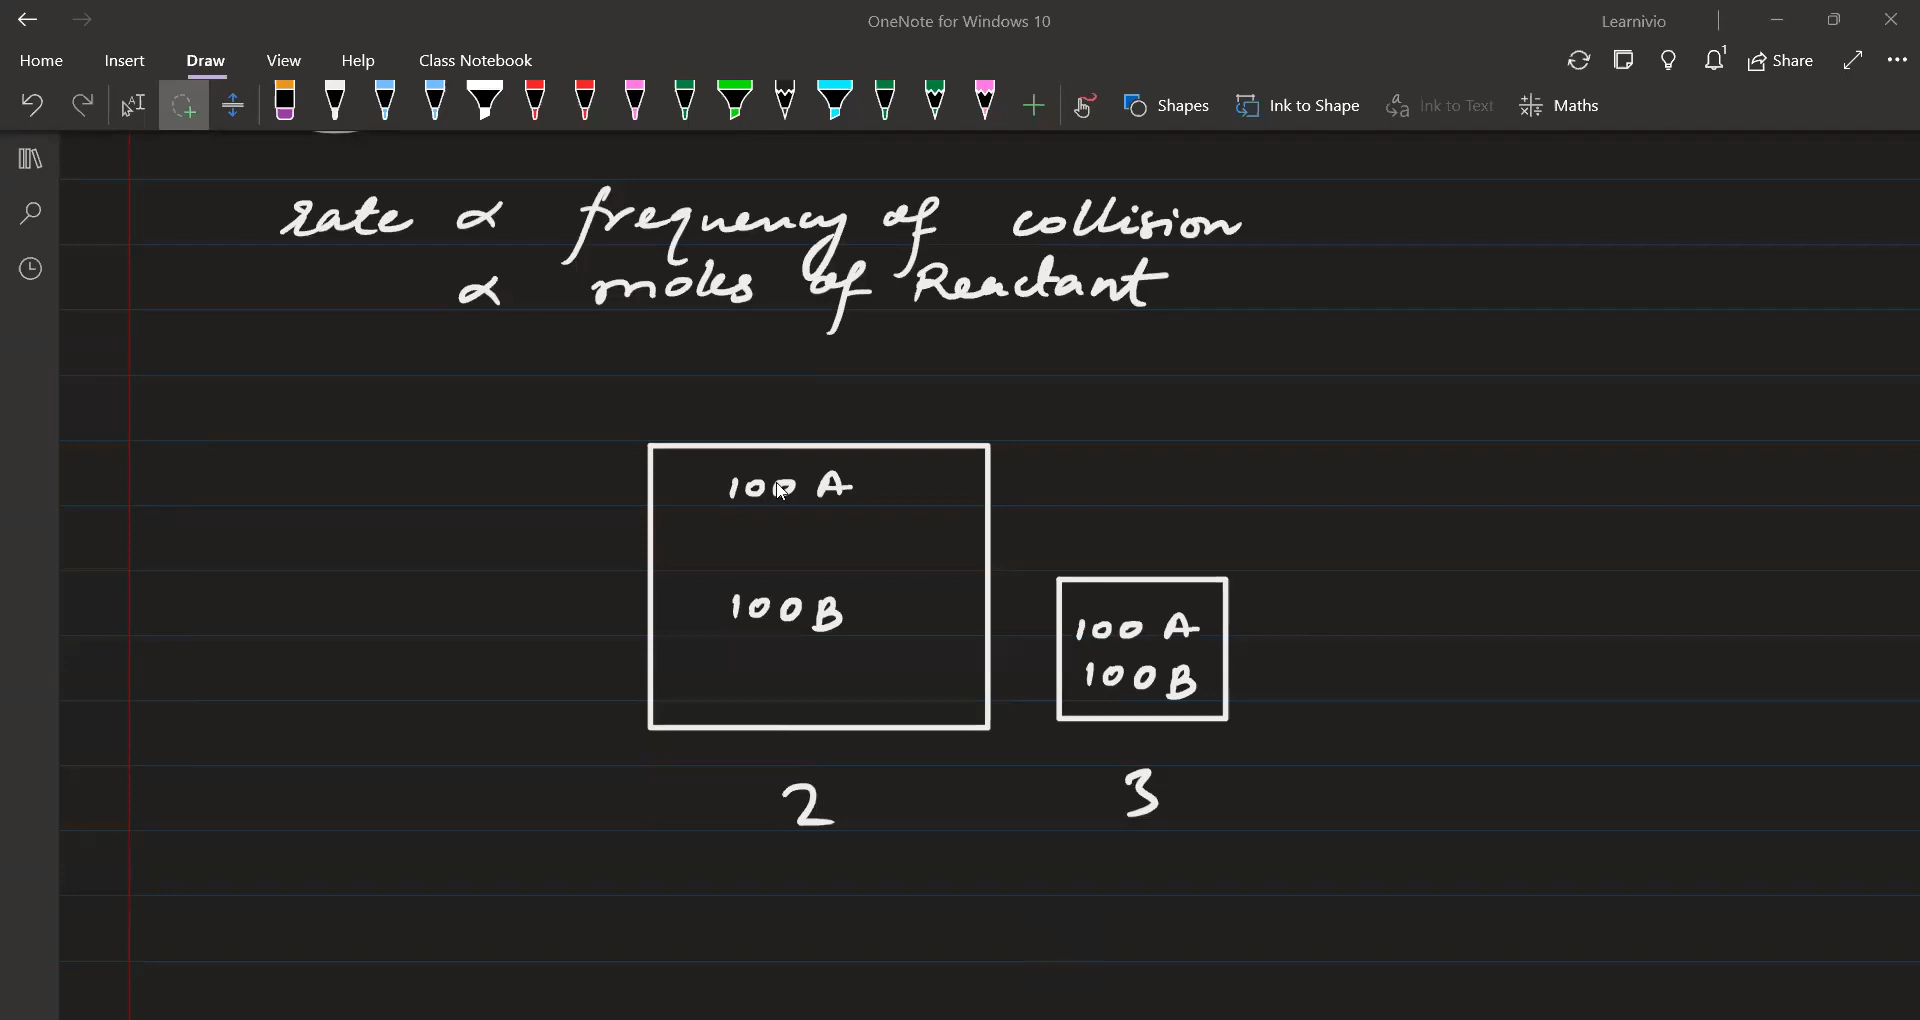 OneNote for Windows 10
Learnivio
Home Insert Draw View Help Class Notebook
1
Share
Shapes Ink to Shape Ink to Text Maths
rate ∝ frequency of collision
∝ moles of Reactant
100 A
100 B
100 A
100 B
2
3